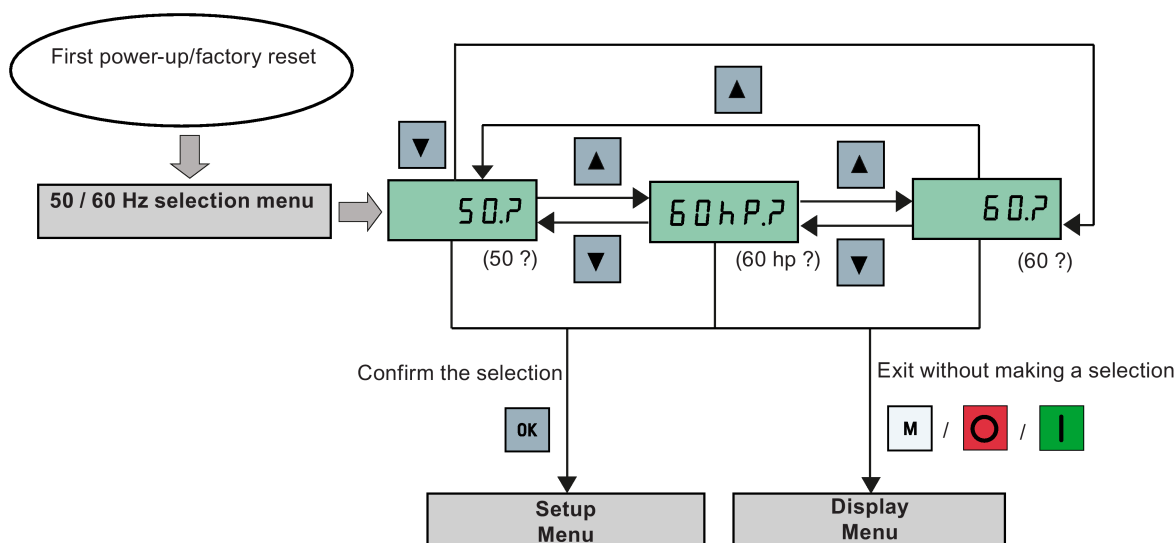 First power-up/factory reset
▲
▼
▲
▲
50 / 60 Hz selection menu
50.?
60hP.?
60.?
(50 ?)
▼
(60 hp ?)
▼
(60 ?)
Confirm the selection
Exit without making a selection
OK
M / O / I
Setup
Menu
Display
Menu